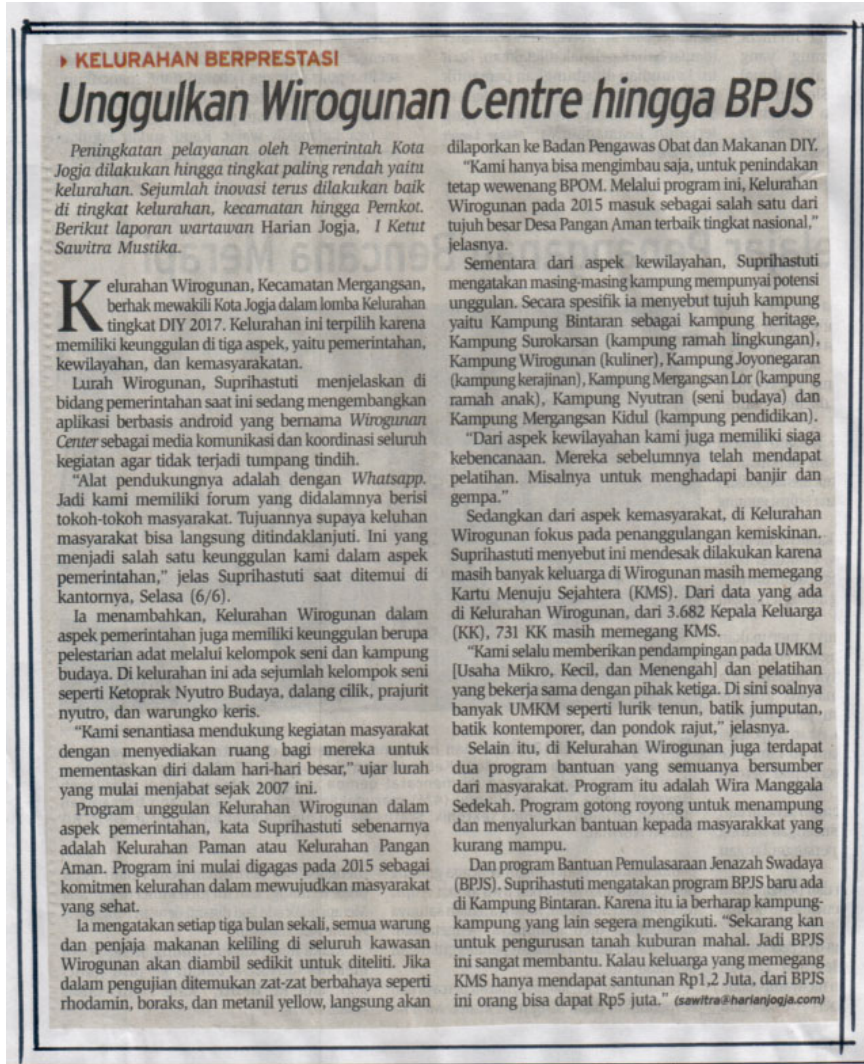 KELURAHAN BERPRESTASI
Unggulkan Wirogunan Centre hingga BPJS
Peningkatan pelayanan oleh Pemerintah Kota
Jogja dilakukan hingga tingkat paling rendah yaitu
kelurahan. Sejumlah inovasi terus dilakukan baik
di tingkat kelurahan, kecamatan hingga Pemkot.
Berikut laporan wartawan Harian Jogja, I Ketut
Sawitra Mustika.
Kelurahan Wirogunan, Kecamatan Mergangsan,
berhak mewakili Kota Jogja dalam lomba Kelurahan
tingkat DIY 2017. Kelurahan ini terpilih karena
memiliki keunggulan di tiga aspek, yaitu pemerintahan,
kewilayahan, dan kemasyarakatan.
Lurah Wirogunan, Suprihastuti menjelaskan di
bidang pemerintahan saat ini sedang mengembangkan
aplikasi berbasis android yang bernama Wirogunan
Center sebagai media komunikasi dan koordinasi seluruh
kegiatan agar tidak terjadi tumpang tindih.
"Alat pendukungnya adalah dengan Whatsapp.
Jadi kami memiliki forum yang didalamnya berisi
tokoh-tokoh masyarakat. Tujuannya supaya keluhan
masyarakat bisa langsung ditindaklanjuti. Ini yang
menjadi salah satu keunggulan kami dalam aspek
pemerintahan," jelas Suprihastuti saat ditemui di
kantornya, Selasa (6/6).
Ia menambahkan, Kelurahan Wirogunan dalam
aspek pemerintahan juga memiliki keunggulan berupa
pelestarian adat melalui kelompok seni dan kampung
budaya. Di kelurahan ini ada sejumlah kelompok seni
seperti Ketoprak Nyutro Budaya, dalang cilik, prajurit
nyutro, dan warungko keris.
"Kami senantiasa mendukung kegiatan masyarakat
dengan menyediakan ruang bagi mereka untuk
mementaskan diri dalam hari-hari besar," ujar lurah
yang mulai menjabat sejak 2007 ini.
Program unggulan Kelurahan Wirogunan dalam
aspek pemerintahan, kata Suprihastuti sebenarnya
adalah Kelurahan Paman atau Kelurahan Pangan
Aman. Program ini mulai digagas pada 2015 sebagai
komitmen kelurahan dalam mewujudkan masyarakat
yang sehat.
Ia mengatakan setiap tiga bulan sekali, semua warung
dan penjaja makanan keliling di seluruh kawasan
Wirogunan akan diambil sedikit untuk diteliti. Jika
dalam pengujian ditemukan zat-zat berbahaya seperti
rhodamin, boraks, dan metanil yellow, langsung akan
dilaporkan ke Badan Pengawas Obat dan Makanan DIY.
"Kami hanya bisa mengimbau saja, untuk penindakan
tetap wewenang BPOM. Melalui program ini, Kelurahan
Wirogunan pada 2015 masuk sebagai salah satu dari
tujuh besar Desa Pangan Aman terbaik tingkat nasional,"
jelasnya.
Sementara dari aspek kewilayahan, Suprihastuti
mengatakan masing-masing kampung mempunyai potensi
unggulan. Secara spesifik ia menyebut tujuh kampung
yaitu Kampung Bintaran sebagai kampung heritage,
Kampung Surokarsan (kampung ramah lingkungan),
Kampung Wirogunan (kuliner), Kampung Joyonegaran
(kampung kerajinan), Kampung Mergangsan Lor (kampung
ramah anak), Kampung Nyutran (seni budaya) dan
Kampung Mergangsan Kidul (kampung pendidikan).
"Dari aspek kewilayahan kami juga memiliki siaga
kebencanaan. Mereka sebelumnya telah mendapat
pelatihan. Misalnya untuk menghadapi banjir dan
gempa."
Sedangkan dari aspek kemasyarakat, di Kelurahan
Wirogunan fokus pada penanggulangan kemiskinan.
Suprihastuti menyebut ini mendesak dilakukan karena
masih banyak keluarga di Wirogunan masih memegang
Kartu Menuju Sejahtera (KMS). Dari data yang ada
di Kelurahan Wirogunan, dari 3.682 Kepala Keluarga
(KK), 731 KK masih memegang KMS.
"Kami selalu memberikan pendampingan pada UMKM
[Usaha Mikro, Kecil, dan Menengah] dan pelatihan
yang bekerja sama dengan pihak ketiga. Di sini soalnya
banyak UMKM seperti lurik tenun, batik jumputan,
batik kontemporer, dan pondok rajut," jelasnya.
Selain itu, di Kelurahan Wirogunan juga terdapat
dua program bantuan yang semuanya bersumber
dari masyarakat. Program itu adalah Wira Manggala
Sedekah. Program gotong royong untuk menampung
dan menyalurkan bantuan kepada masyarakkat yang
kurang mampu.
Dan program Bantuan Pemulasaraan Jenazah Swadaya
(BPJS). Suprihastuti mengatakan program BPJS baru ada
di Kampung Bintaran. Karena itu ia berharap kampung-
kampung yang lain segera mengikuti. "Sekarang kan
untuk pengurusan tanah kuburan mahal. Jadi BPJS
ini sangat membantu. Kalau keluarga yang memegang
KMS hanya mendapat santunan Rp1,2 Juta, dari BPJS
ini orang bisa dapat Rp5 juta." (sawitra@harianjogja.com)